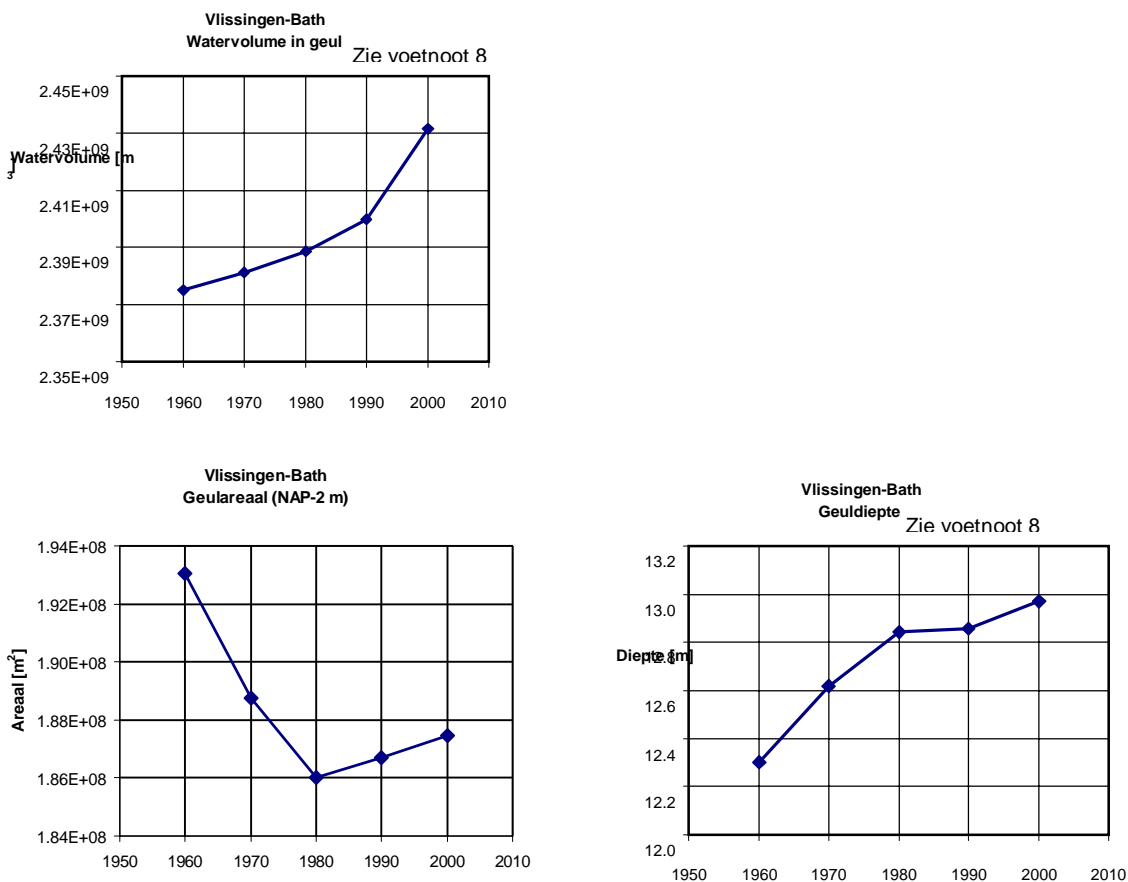 Vlissingen-Bath
Watervolume in geul
Zie voetnoot 8
2.45E+09
2.43E+09
Watervolume [m
3]
2.41E+09
2.39E+09
2.37E+09
2.35E+09
1950 1960 1970 1980 1990 2000 2010
Vlissingen-Bath
Geulareaal (NAP-2 m)
1.94E+08
1.92E+08
1.90E+08
1.88E+08
1.86E+08
1.84E+08
Areaal [m²]
1950 1960 1970 1980 1990 2000 2010
Vlissingen-Bath
Geuldiepte
Zie voetnoot 8
13.2
13.0
12.8
Diepte [m]
12.6
12.4
12.2
12.0
1950 1960 1970 1980 1990 2000 2010